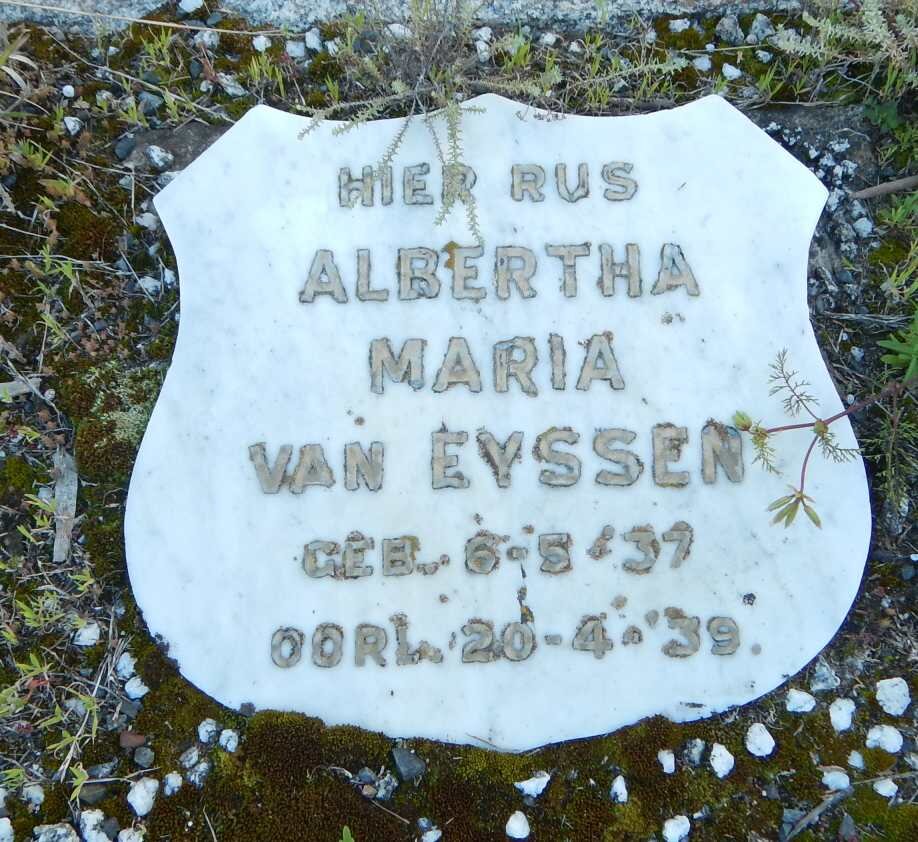 HIER RUS
ALBERTHA
MARIA
VAN EYSSEN
GEB. 6-5-'37
OORL. 20-4-'39.